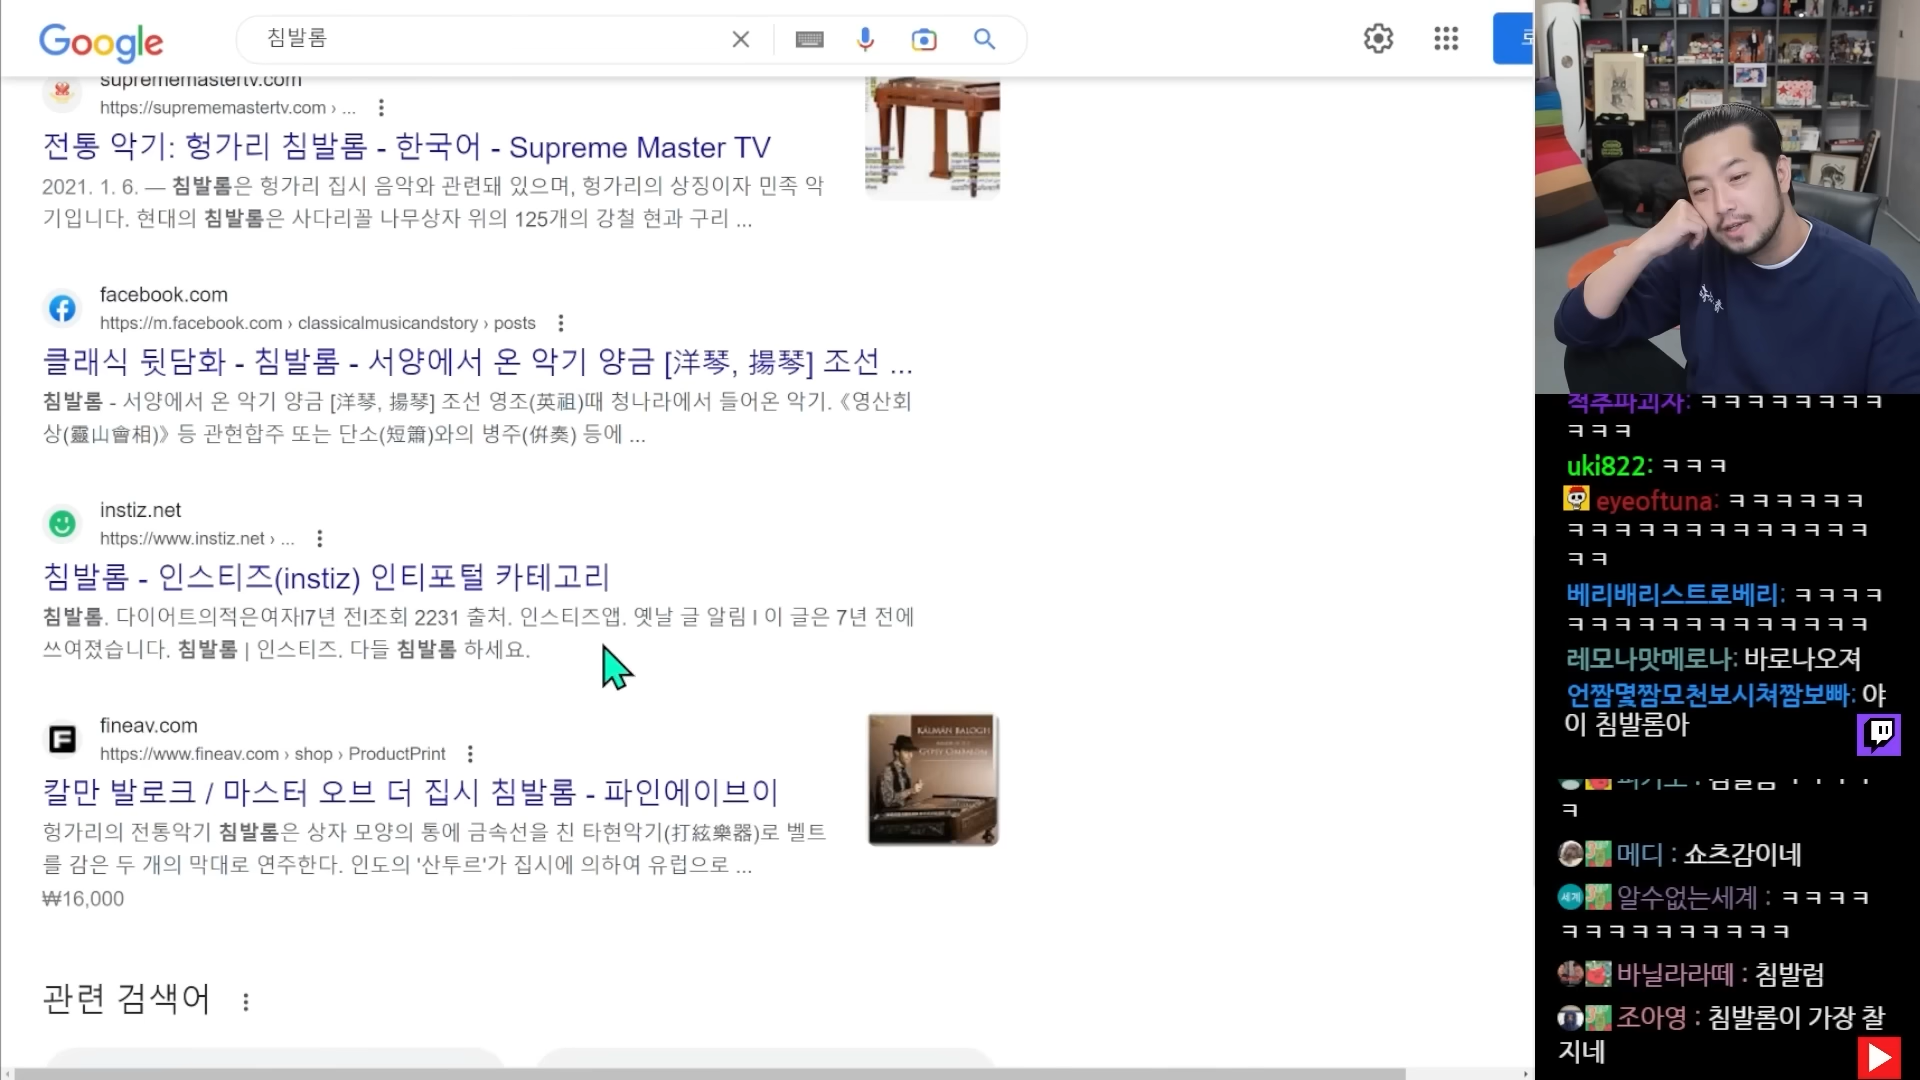 Google
침발롬
suprememastertv.com
https://suprememastertv.com › ...
전통 악기: 헝가리 침발롬 - 한국어 - Supreme Master TV
2021. 1. 6. — 침발롬은 헝가리 집시 음악와 관련돼 있으며, 헝가리의 상징이자 민족 악
기입니다. 현대의 침발롬은 사다리꼴 나무상자 위의 125개의 강철 현과 구리 ...
facebook.com
https://m.facebook.com › classicalmusicandstory › posts
클래식 뒷담화 - 침발롬 - 서양에서 온 악기 양금 [洋琴, 揚琴] 조선 ...
침발롬 - 서양에서 온 악기 양금 [洋琴, 揚琴] 조선 영조(英祖)때 청나라에서 들어온 악기.《영산회
상(靈山會相)》 등 관현합주 또는 단소(短簫)와의 병주(倂奏) 등에 ...
instiz.net
https://www.instiz.net › ...
침발롬 - 인스티즈(instiz) 인티포털 카테고리
침발롬. 다이어트의적은여자l7년 전l조회 2231 출처. 인스티즈앱. 옛날 글 알림 l 이 글은 7년 전에
쓰여졌습니다. 침발롬 | 인스티즈. 다들 침발롬 하세요.
fineav.com
https://www.fineav.com › shop › ProductPrint
칼만 발로크 / 마스터 오브 더 집시 침발롬 - 파인에이브이
헝가리의 전통악기 침발롬은 상자 모양의 통에 금속선을 친 타현악기(打絃樂器)로 벨트
를 감은 두 개의 막대로 연주한다. 인도의 '산투르'가 집시에 의하여 유럽으로 ...
₩16,000
KÁLMÁN BALOGH
GYPSY CIMBALOM
관련 검색어
척추파괴자: ㅋㅋㅋㅋㅋㅋㅋㅋ
ㅋㅋㅋ
uki822: ㅋㅋㅋ
eyeoftuna: ㅋㅋㅋㅋㅋㅋ
ㅋㅋㅋㅋㅋㅋㅋㅋㅋㅋㅋㅋㅋ
ㅋㅋ
베리배리스트로베리: ㅋㅋㅋㅋ
ㅋㅋㅋㅋㅋㅋㅋㅋㅋㅋㅋㅋㅋ
레모나맛메로나: 바로나오져
언짬몇짬모천보시쳐짬보빠: 야
이 침발롬아
ㅋ
메디 : 쇼츠감이네
세계 알수없는세계 : ㅋㅋㅋㅋ
ㅋㅋㅋㅋㅋㅋㅋㅋㅋㅋ
바닐라라떼 : 침발럼
조아영 : 침발롬이 가장 찰
지네